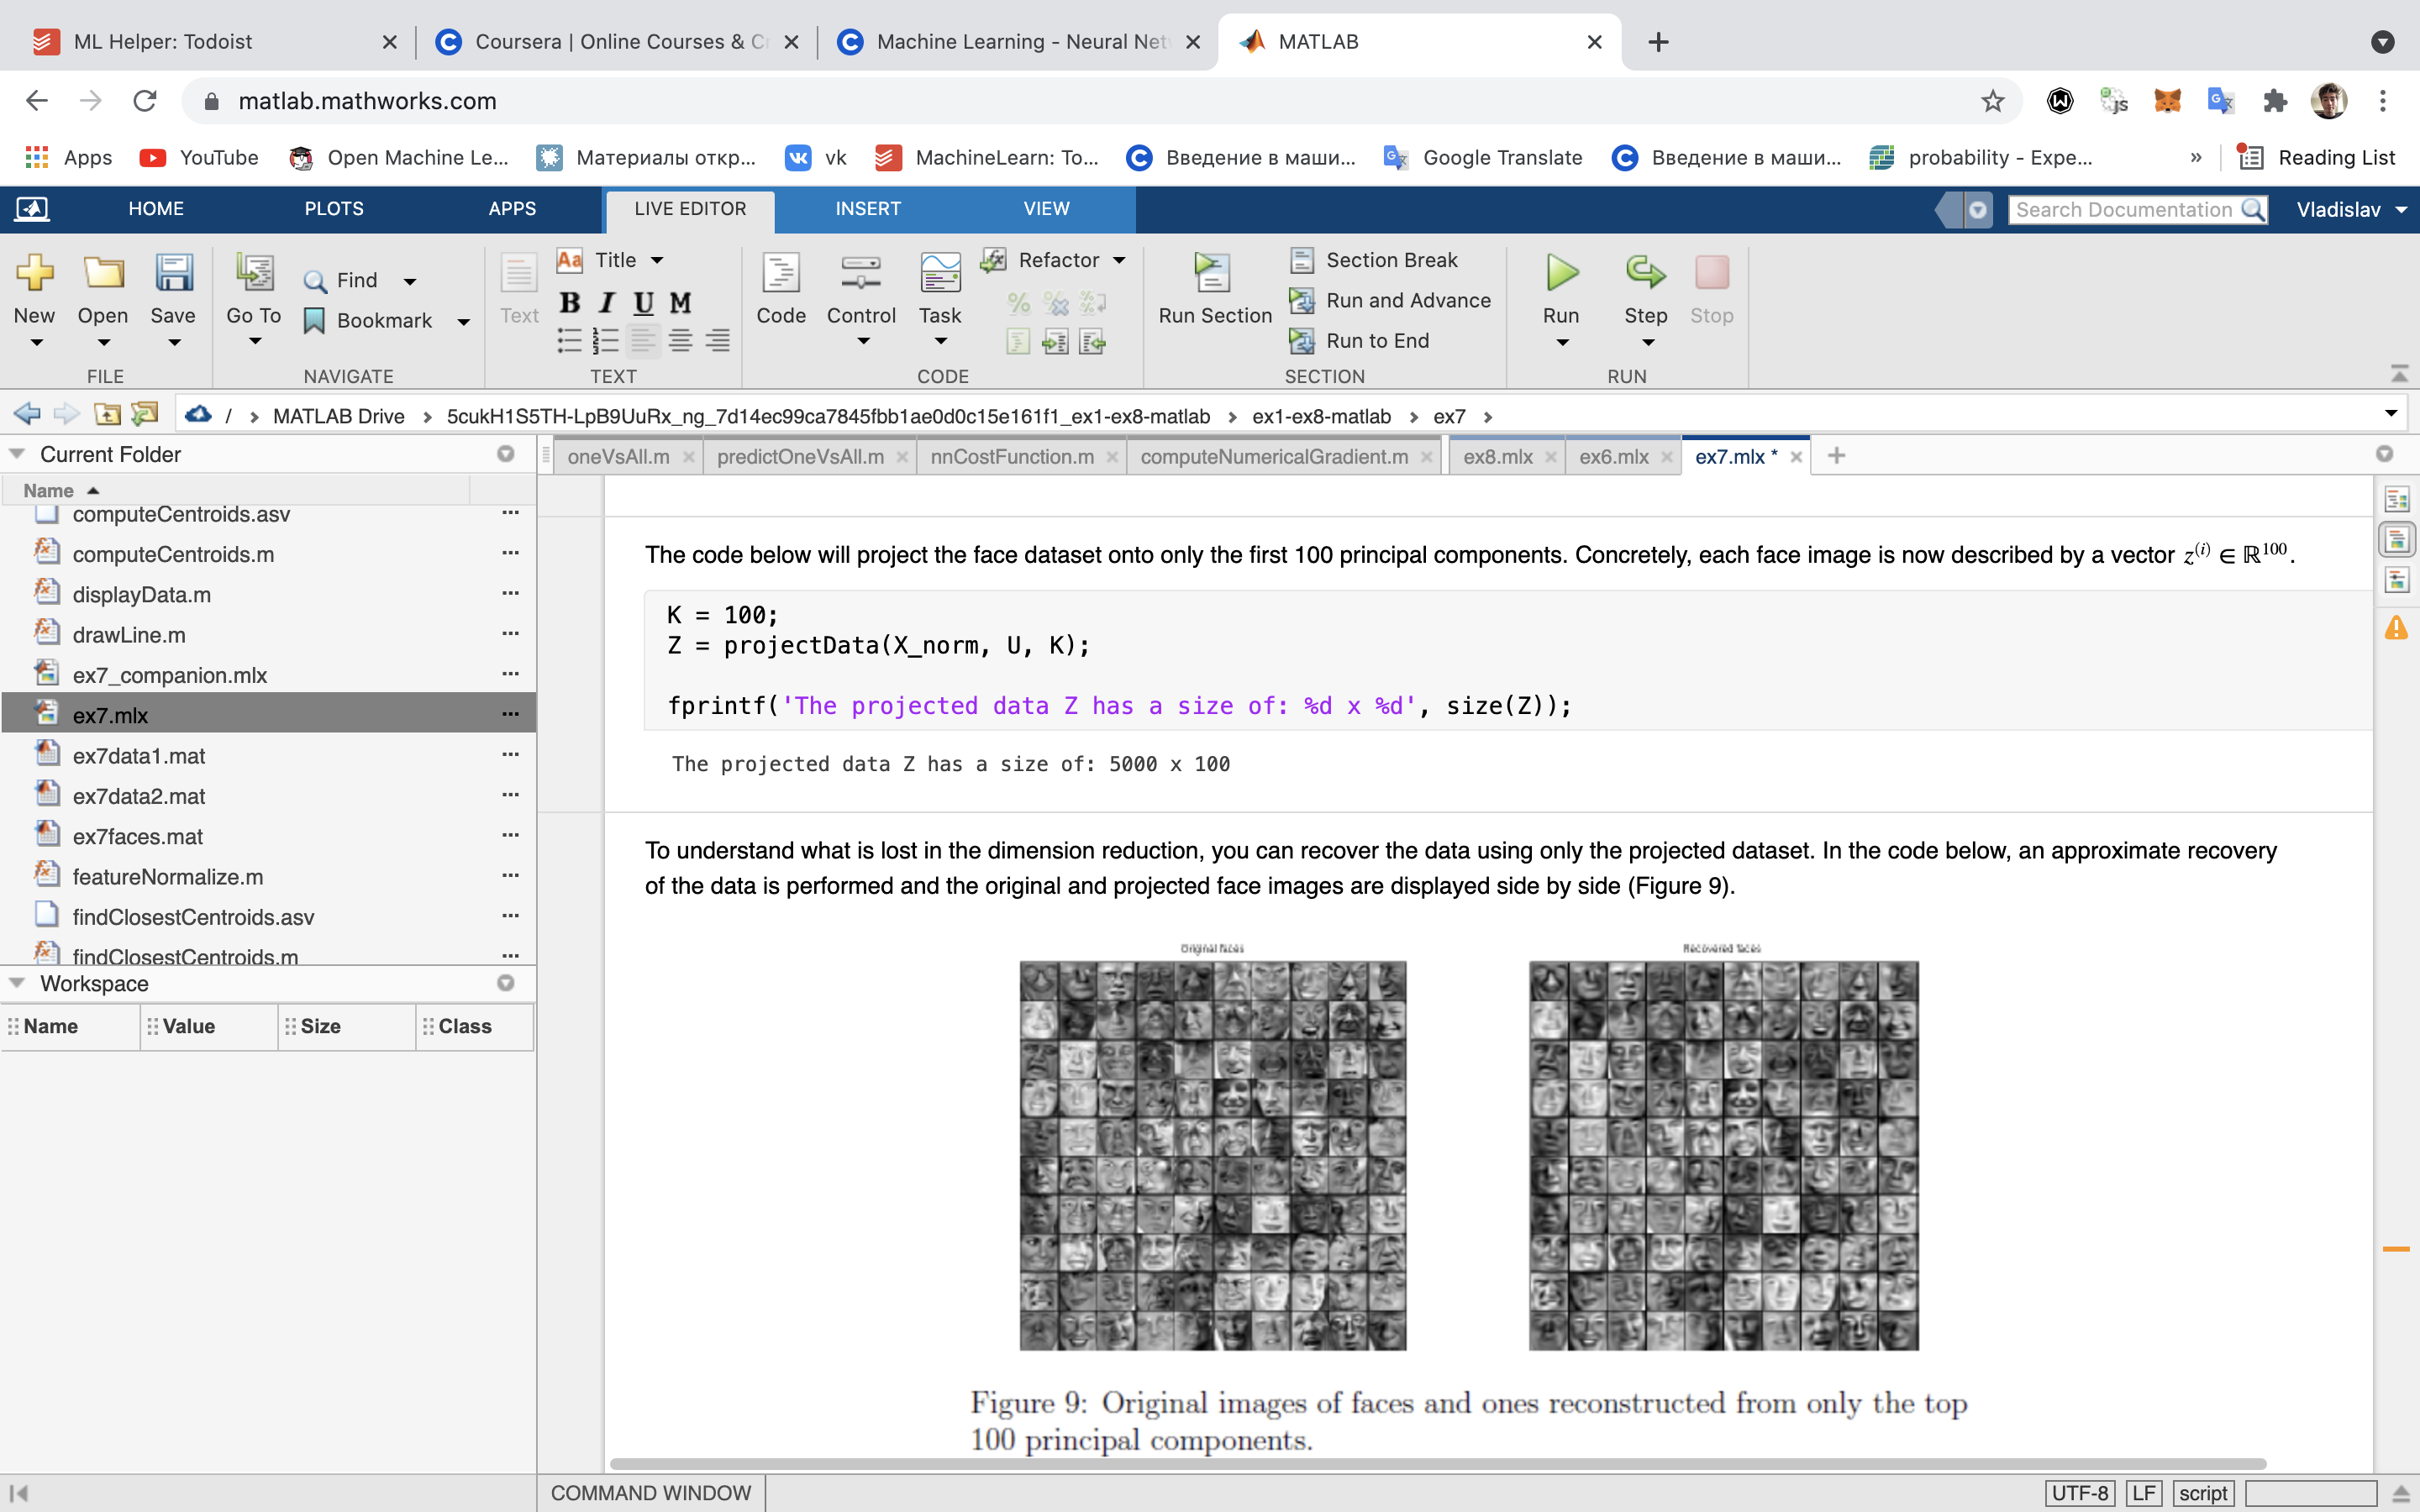 ML Helper: Todoist
Coursera | Online Courses & Cr
Machine Learning - Neural Netw
MATLAB
matlab.mathworks.com
Apps
YouTube
Open Machine Le...
Материалы откр...
vk
MachineLearn: To...
Введение в маши...
Google Translate
Введение в маши...
probability - Expe...
»
Reading List
HOME
PLOTS
APPS
LIVE EDITOR
INSERT
VIEW
Search Documentation
Vladislav
New
Open
Save
FILE
Go To
Find
Bookmark
NAVIGATE
Text
Aa Title
B I U M
TEXT
Code
Control
Task
Refactor
CODE
Run Section
Section Break
Run and Advance
Run to End
SECTION
Run
Step
Stop
RUN
/ › MATLAB Drive › 5cukH1S5TH-LpB9UuRx_ng_7d14ec99ca7845fbb1ae0d0c15e161f1_ex1-ex8-matlab › ex1-ex8-matlab › ex7 ›
Current Folder
Name
computeCentroids.asv
computeCentroids.m
displayData.m
drawLine.m
ex7_companion.mlx
ex7.mlx
ex7data1.mat
ex7data2.mat
ex7faces.mat
featureNormalize.m
findClosestCentroids.asv
findClosestCentroids.m
Workspace
Name
Value
Size
Class
oneVsAll.m
predictOneVsAll.m
nnCostFunction.m
computeNumericalGradient.m
ex8.mlx
ex6.mlx
ex7.mlx *
The code below will project the face dataset onto only the first 100 principal components. Concretely, each face image is now described by a vector z⁽ⁱ⁾ ∈ ℝ¹⁰⁰.
K = 100;
Z = projectData(X_norm, U, K);
fprintf('The projected data Z has a size of: %d x %d', size(Z));
The projected data Z has a size of: 5000 x 100
To understand what is lost in the dimension reduction, you can recover the data using only the projected dataset. In the code below, an approximate recovery
of the data is performed and the original and projected face images are displayed side by side (Figure 9).
Original faces
Recovered faces
Figure 9: Original images of faces and ones reconstructed from only the top
100 principal components.
COMMAND WINDOW
UTF-8
LF
script